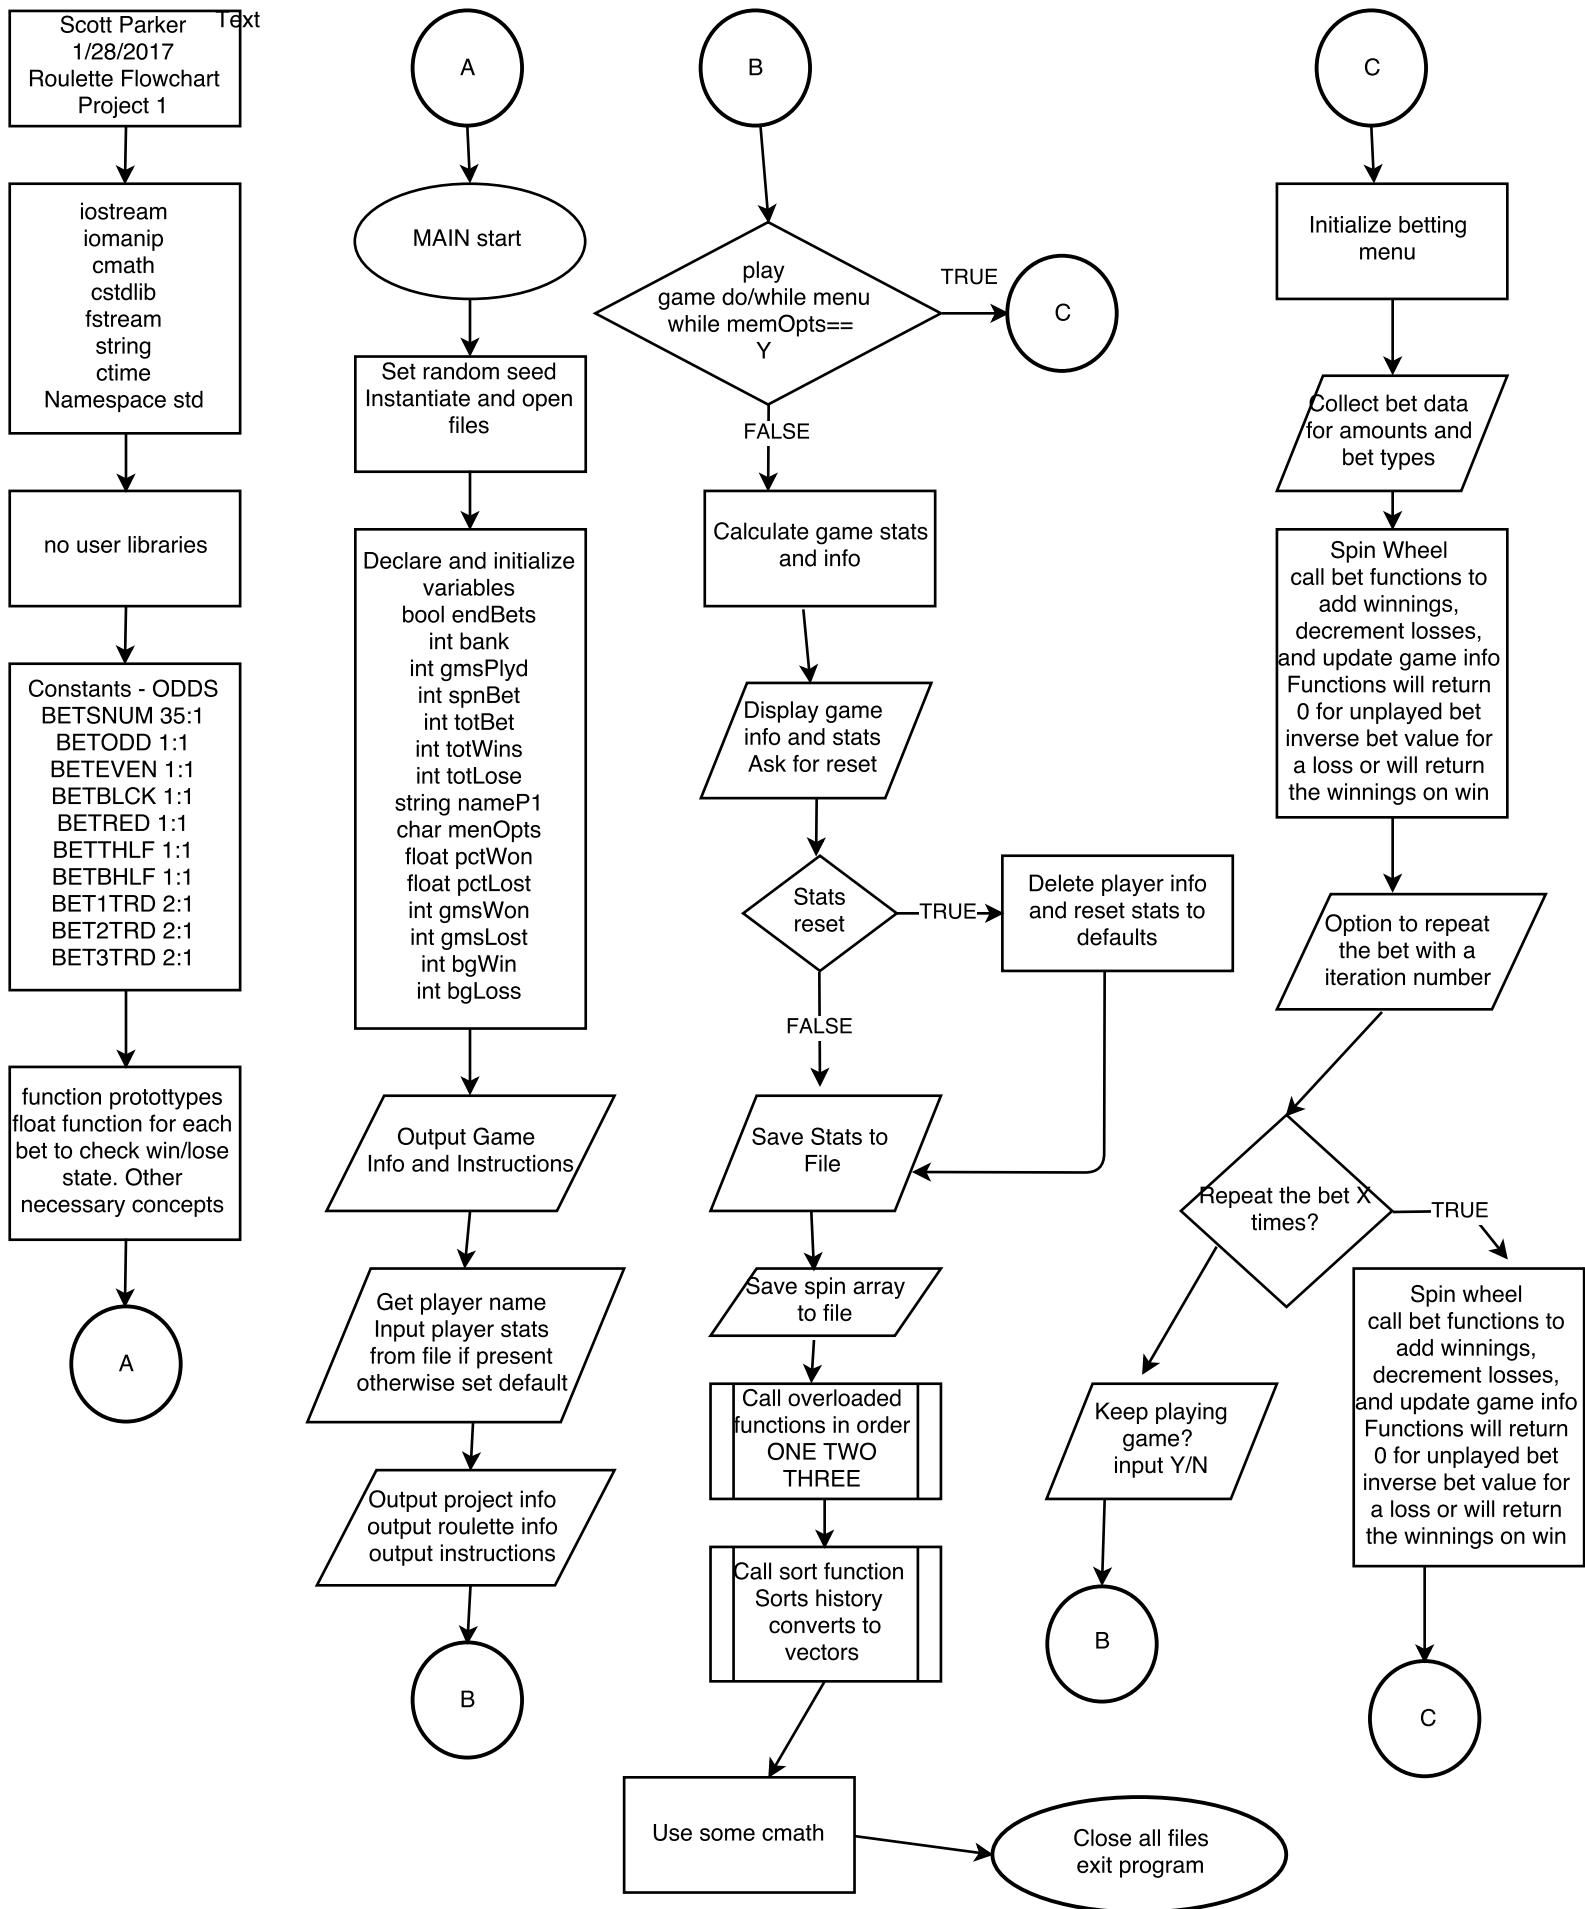 Text
Scott Parker
1/28/2017
Roulette Flowchart
Project 1
iostream
iomanip
cmath
cstdlib
fstream
string
ctime
Namespace std
no user libraries
Constants - ODDS
BETSNUM 35:1
BETODD 1:1
BETEVEN 1:1
BETBLCK 1:1
BETRED 1:1
BETTHLF 1:1
BETBHLF 1:1
BET1TRD 2:1
BET2TRD 2:1
BET3TRD 2:1
function protottypes
float function for each
bet to check win/lose
state. Other
necessary concepts
A
A
MAIN start
Set random seed
Instantiate and open
files
Declare and initialize
variables
bool endBets
int bank
int gmsPlyd
int spnBet
int totBet
int totWins
int totLose
string nameP1
char menOpts
float pctWon
float pctLost
int gmsWon
int gmsLost
int bgWin
int bgLoss
Output Game
Info and Instructions
Get player name
Input player stats
from file if present
otherwise set default
Output project info
output roulette info
output instructions
B
B
play
game do/while menu
while memOpts==
Y
TRUE
C
FALSE
Calculate game stats
and info
Display game
info and stats
Ask for reset
Stats
reset
TRUE
Delete player info
and reset stats to
defaults
FALSE
Save Stats to
File
Save spin array
to file
Call overloaded
functions in order
ONE TWO
THREE
Call sort function
Sorts history
converts to
vectors
Use some cmath
Close all files
exit program
C
Initialize betting
menu
Collect bet data
for amounts and
bet types
Spin Wheel
call bet functions to
add winnings,
decrement losses,
and update game info
Functions will return
0 for unplayed bet
inverse bet value for
a loss or will return
the winnings on win
Option to repeat
the bet with a
iteration number
Repeat the bet X
times?
TRUE
Keep playing
game?
input Y/N
B
Spin wheel
call bet functions to
add winnings,
decrement losses,
and update game info
Functions will return
0 for unplayed bet
inverse bet value for
a loss or will return
the winnings on win
C